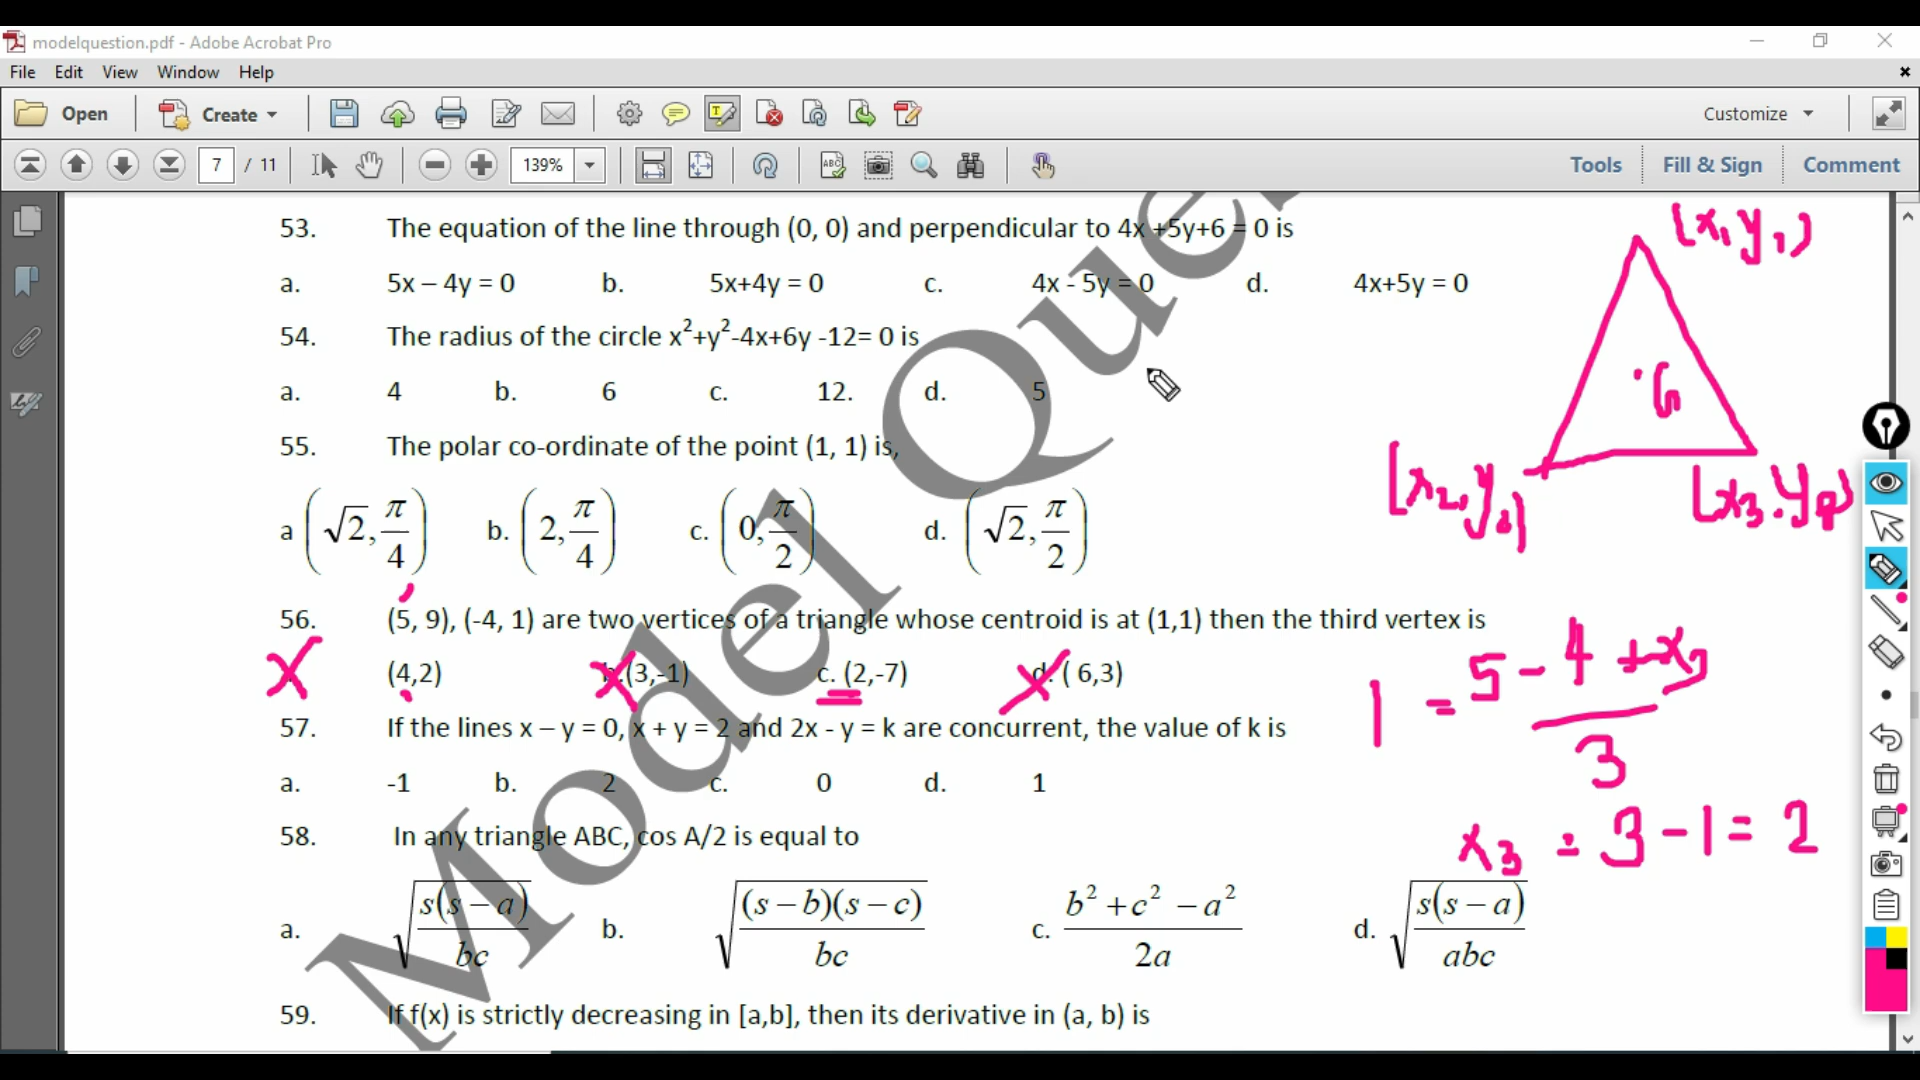 modelquestion.pdf - Adobe Acrobat Pro
File Edit View Window Help
Open Create Customize
7 / 11 139% Tools Fill & Sign Comment
53. The equation of the line through (0, 0) and perpendicular to 4x +5y+6 = 0 is
a. 5x – 4y = 0 b. 5x+4y = 0 c. 4x - 5y = 0 d. 4x+5y = 0
54. The radius of the circle x²+y²-4x+6y -12= 0 is
a. 4 b. 6 c. 12. d. 5
55. The polar co-ordinate of the point (1, 1) is,
a (√2, π/4) b. (2, π/4) c. (0, π/2) d. (√2, π/2)
56. (5, 9), (-4, 1) are two vertices of a triangle whose centroid is at (1,1) then the third vertex is
(4,2) b.(3,-1) c. (2,-7) d. ( 6,3)
57. If the lines x – y = 0, x + y = 2 and 2x - y = k are concurrent, the value of k is
a. -1 b. 2 c. 0 d. 1
58. In any triangle ABC, cos A/2 is equal to
a. √(s(s – a)/bc) b. √((s – b)(s – c)/bc) c. (b² + c² – a²)/2a d. √(s(s – a)/abc)
59. If f(x) is strictly decreasing in [a,b], then its derivative in (a, b) is
(x₁ y₁)
G
1 = (5 - 4 + x₃)/3
x₃ = 3 - 1 = 2
Model Que